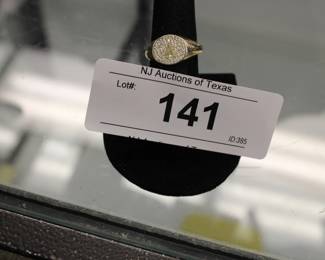 NJ Auctions of Texas
Lot#:
141
ID:385